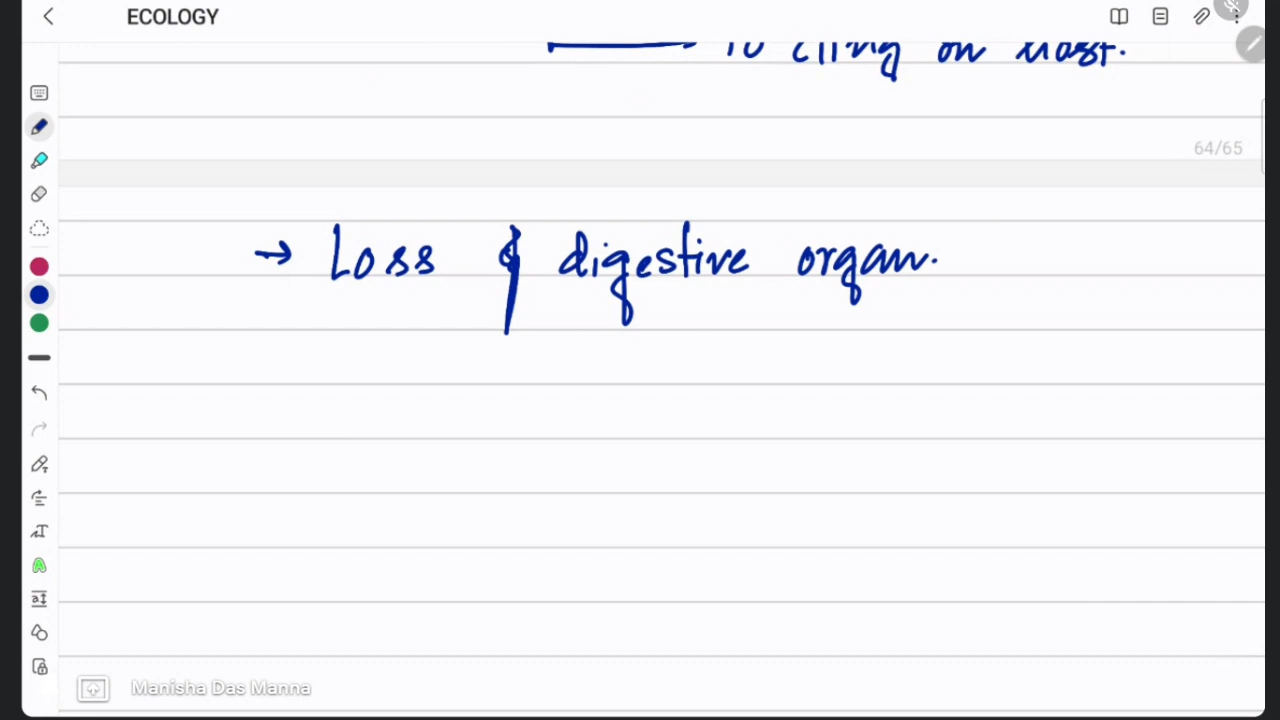 ECOLOGY
to cling on host.
64/65
→ Loss of digestive organ.
Manisha Das Manna